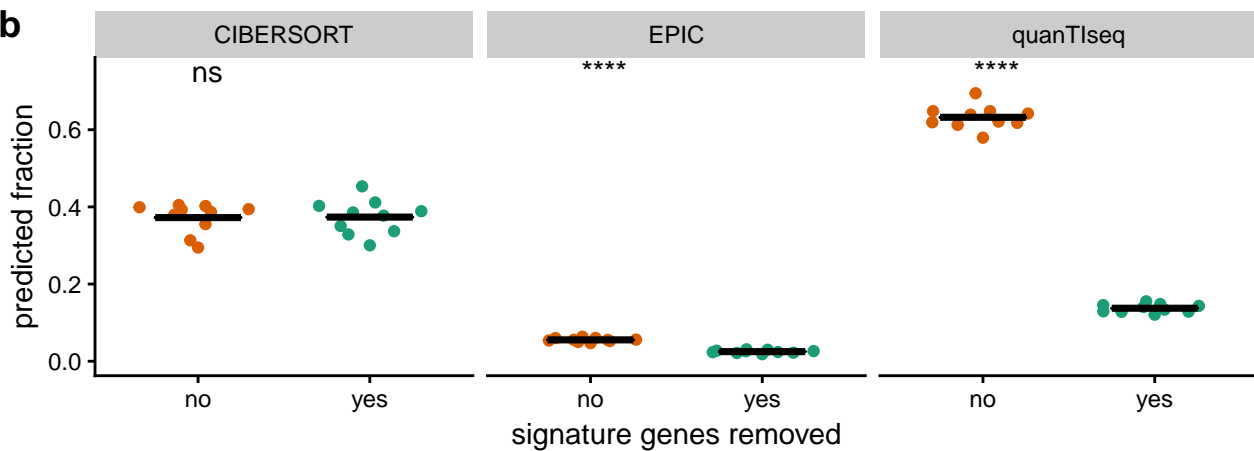 b
CIBERSORT EPIC quanTIseq
ns **** ****
predicted fraction
0.6
0.4
0.2
0.0
no yes no yes no yes
signature genes removed